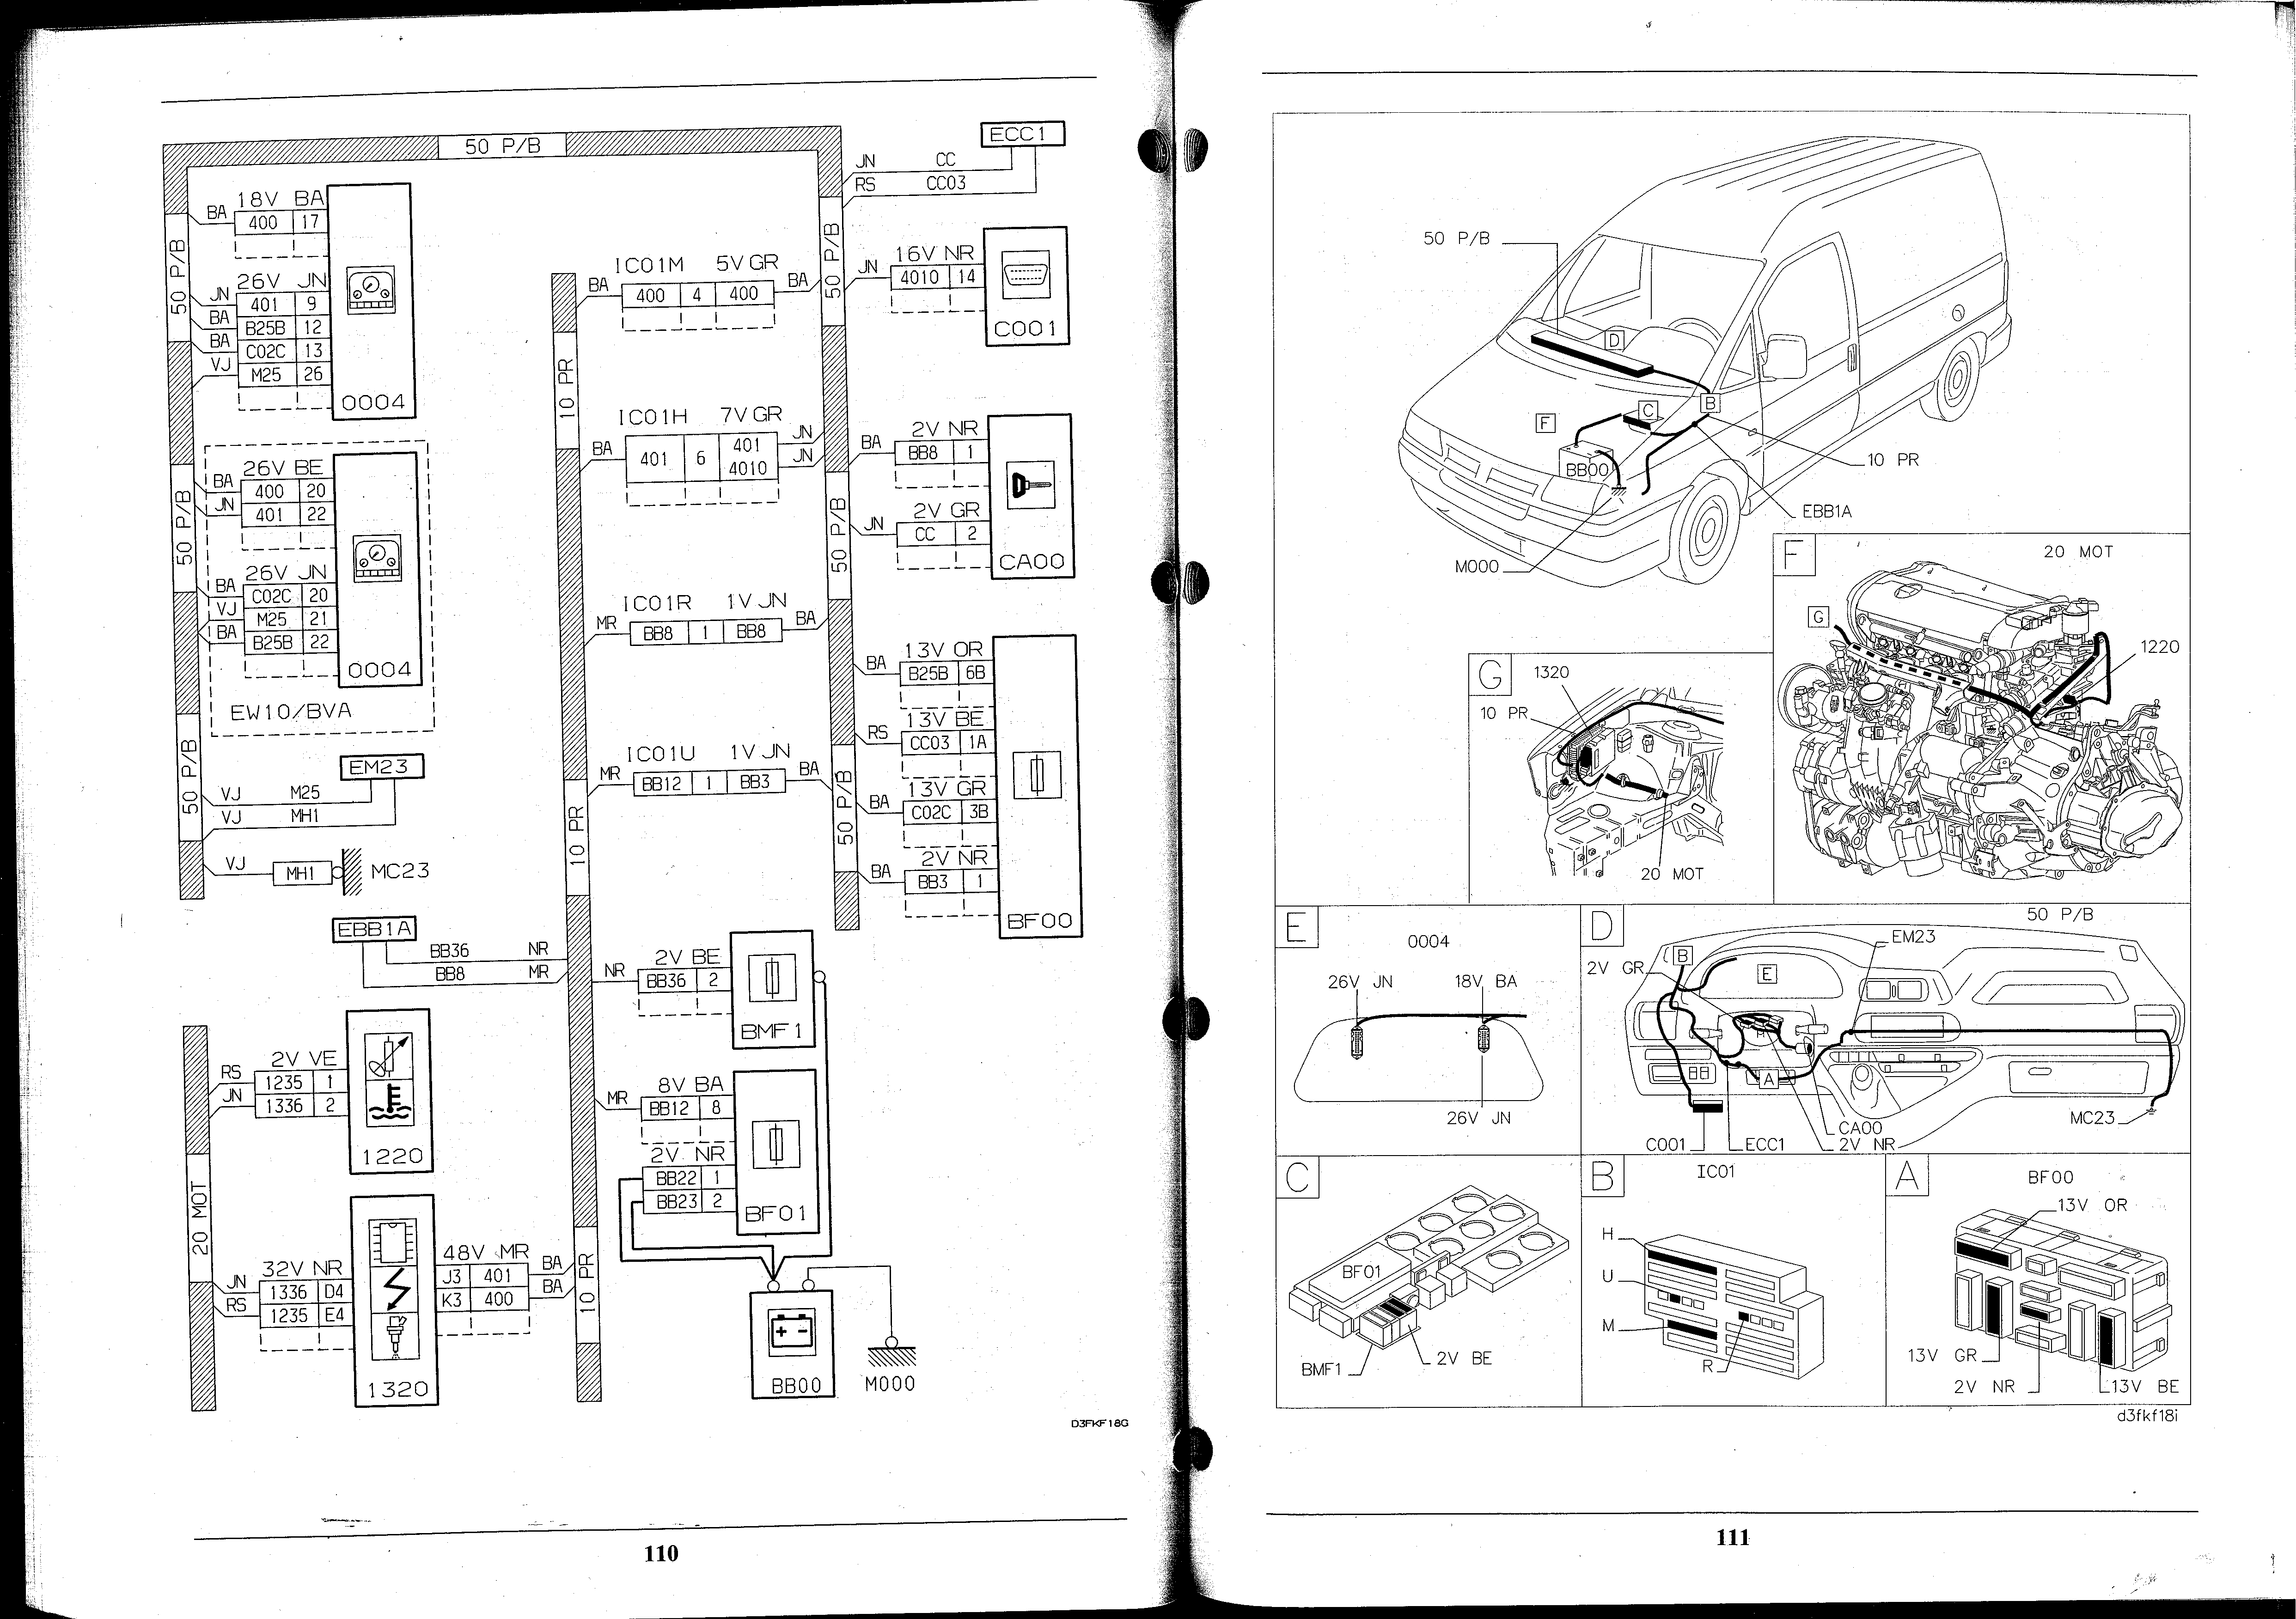 50 P/B
ECC1
JN CC
RS CC03
50 P/B
18V BA
BA 400 17
26V JN
JN 401 9
BA B25B 12
BA C02C 13
VJ M25 26
0004
50 P/B
26V BE
BA 400 20
JN 401 22
26V JN
BA C02C 20
VJ M25 21
BA B25B 22
0004
EW10/BVA
50 P/B
EM23
VJ M25
VJ MH1
VJ MH1 MC23
10 PR
IC01M 5V GR
BA 400 4 400 BA
IC01H 7V GR
BA 401 6 401 JN
4010 JN
IC01R 1V JN
MR BB8 1 BB8 BA
IC01U 1V JN
MR BB12 1 BB3 BA
10 PR
50 P/B
16V NR
JN 4010 14
C001
50 P/B
2V NR
BA BB8 1
2V GR
JN CC 2
CA00
50 P/B
13V OR
BA B25B 6B
13V BE
RS CC03 1A
13V GR
BA C02C 3B
2V NR
BA BB3 1
BF00
EBB1A
BB36 NR
BB8 MR
2V BE
NR BB36 2
BMF1
8V BA
MR BB12 8
2V NR
BB22 1
BB23 2
BF01
20 MOT
2V VE
RS 1235 1
JN 1336 2
1220
32V NR
JN 1336 D4
RS 1235 E4
1320
48V MR
J3 401 BA
K3 400 BA
10 PR
+ -
BB00
M000
D3FKF18G
110
50 P/B
D
B
C
F
BB00
10 PR
EBB1A
M000
F
20 MOT
G
1220
G
1320
10 PR
20 MOT
E
0004
26V JN
18V BA
26V JN
D
50 P/B
EM23
B
2V GR
E
A
MC23
CA00
C001
ECC1
2V NR
C
BF01
BMF1
2V BE
B
IC01
H
U
M
R
A
BF00
13V OR
13V GR
2V NR
13V BE
d3fkf18i
111